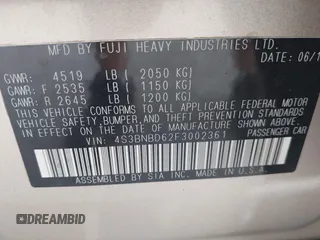 MFD BY FUJI HEAVY INDUSTRIES LTD. 06/1
GVWR: 4519 LB [ 2050 KG]
GAWR: F 2535 LB [ 1150 KG]
GAWR: R 2645 LB [ 1200 KG]
THIS VEHICLE CONFORMS TO ALL APPLICABLE
FEDERAL MOTOR VEHICLE SAFETY, BUMPER,
AND THEFT PREVENTION STANDARDS IN EFFECT
ON THE DATE OF MANUFACTURE SHOWN ABOVE.
VIN: 4S3BNBD62F3002361 PASSENGER CAR
ASSEMBLED BY SIA INC. MADE IN U.S.A.
© DREAMBID
DREAMBID.COM